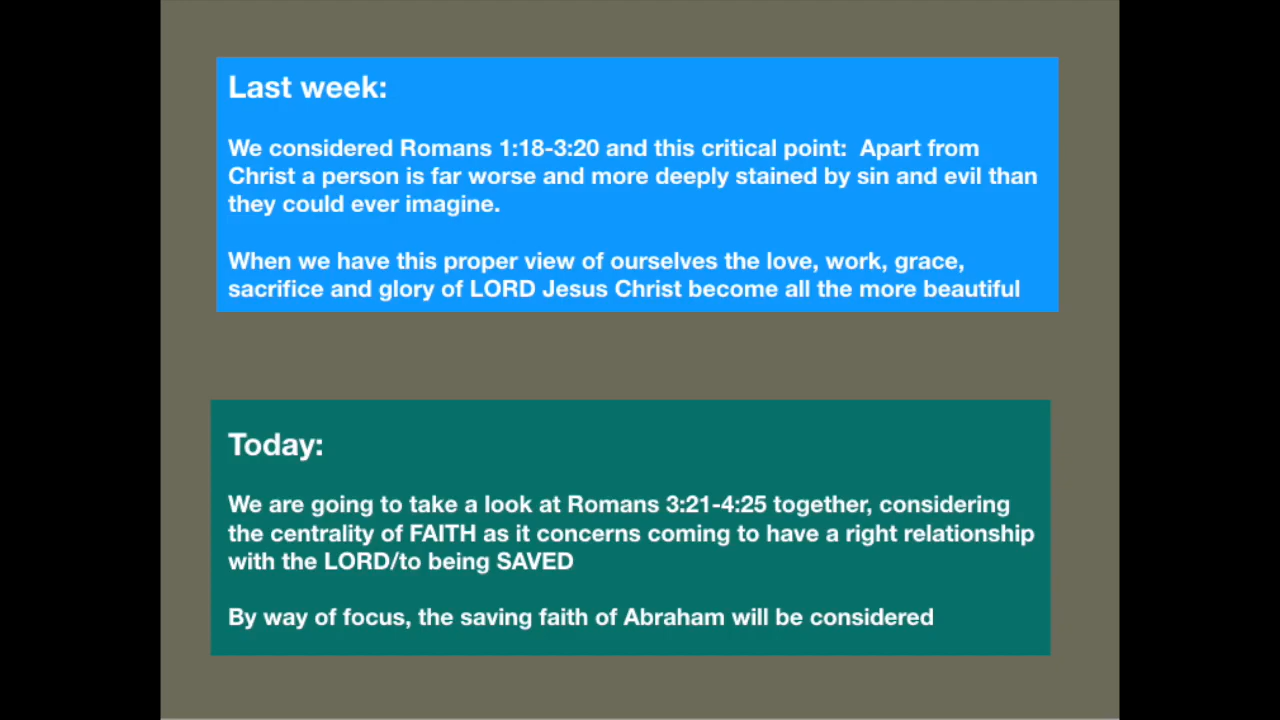 Last week:
We considered Romans 1:18-3:20 and this critical point:  Apart from
Christ a person is far worse and more deeply stained by sin and evil than
they could ever imagine.
When we have this proper view of ourselves the love, work, grace,
sacrifice and glory of LORD Jesus Christ become all the more beautiful
Today:
We are going to take a look at Romans 3:21-4:25 together, considering
the centrality of FAITH as it concerns coming to have a right relationship
with the LORD/to being SAVED
By way of focus, the saving faith of Abraham will be considered